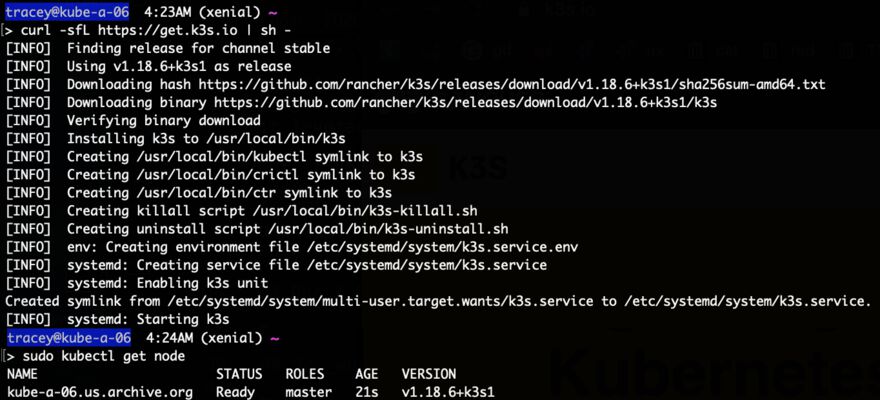 tracey@kube-a-06 4:23AM (xenial) ~
> curl -sfL https://get.k3s.io | sh -
[INFO] Finding release for channel stable
[INFO] Using v1.18.6+k3s1 as release
[INFO] Downloading hash https://github.com/rancher/k3s/releases/download/v1.18.6+k3s1/sha256sum-amd64.txt
[INFO] Downloading binary https://github.com/rancher/k3s/releases/download/v1.18.6+k3s1/k3s
[INFO] Verifying binary download
[INFO] Installing k3s to /usr/local/bin/k3s
[INFO] Creating /usr/local/bin/kubectl symlink to k3s
[INFO] Creating /usr/local/bin/crictl symlink to k3s
[INFO] Creating /usr/local/bin/ctr symlink to k3s
[INFO] Creating killall script /usr/local/bin/k3s-killall.sh
[INFO] Creating uninstall script /usr/local/bin/k3s-uninstall.sh
[INFO] env: Creating environment file /etc/systemd/system/k3s.service.env
[INFO] systemd: Creating service file /etc/systemd/system/k3s.service
[INFO] systemd: Enabling k3s unit
Created symlink from /etc/systemd/system/multi-user.target.wants/k3s.service to /etc/systemd/system/k3s.service.
[INFO] systemd: Starting k3s
tracey@kube-a-06 4:24AM (xenial) ~
> sudo kubectl get node
NAME STATUS ROLES AGE VERSION
kube-a-06.us.archive.org Ready master 21s v1.18.6+k3s1
k3s.io
K3S
Kubernetes